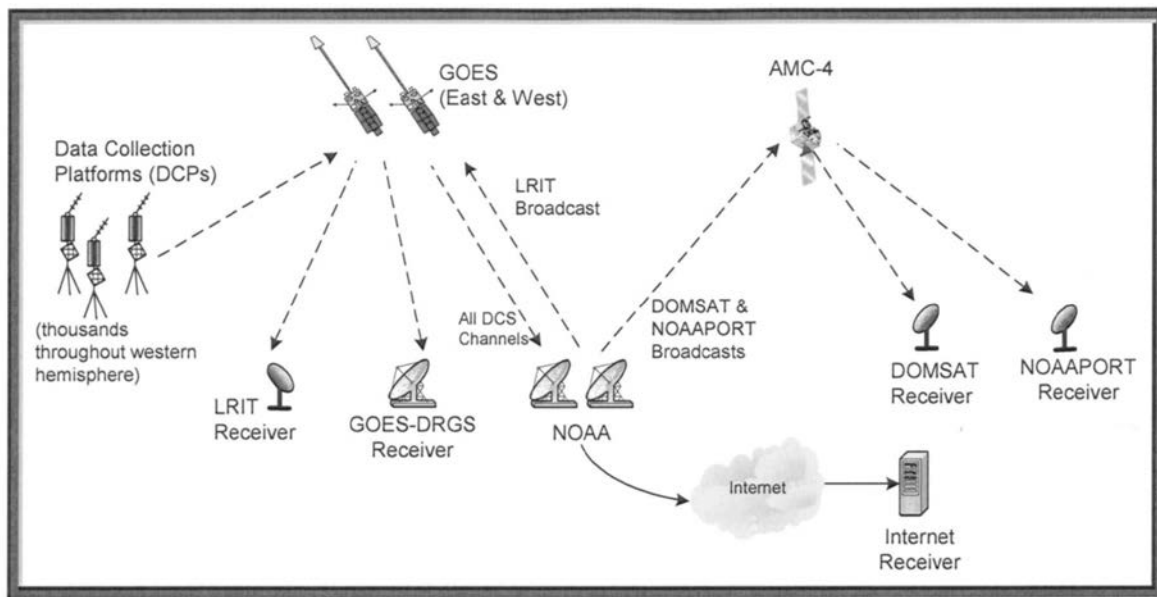 GOES
(East & West)
AMC-4
Data Collection
Platforms (DCPs)
LRIT
Broadcast
(thousands
throughout western
hemisphere)
All DCS
Channels
DOMSAT &
NOAAPORT
Broadcasts
LRIT
Receiver
GOES-DRGS
Receiver
NOAA
DOMSAT
Receiver
NOAAPORT
Receiver
Internet
Internet
Receiver